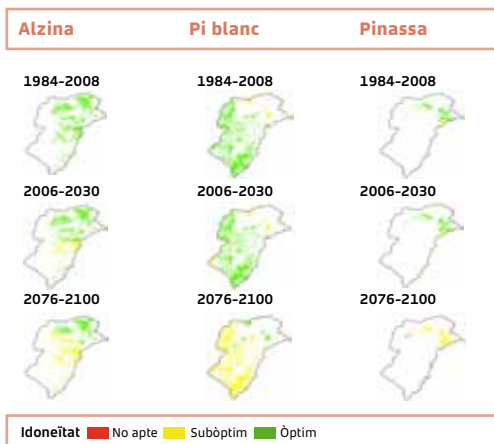 Alzina Pi blanc Pinassa
1984-2008 1984-2008 1984-2008
2006-2030 2006-2030 2006-2030
2076-2100 2076-2100 2076-2100
Idoneïtat No apte Subòptim Òptim